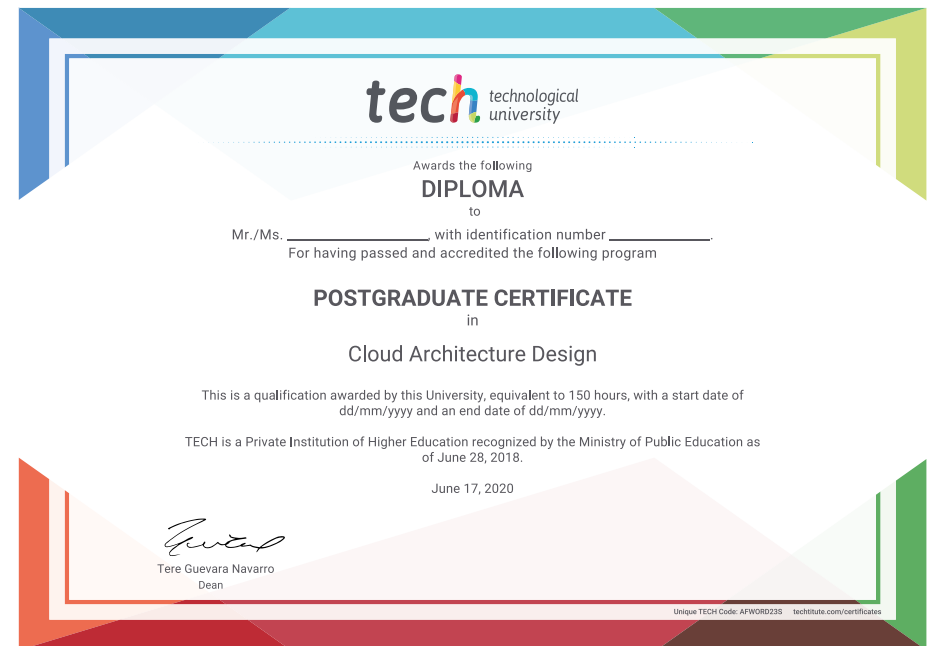 tech technological
university
Awards the following
DIPLOMA
to
Mr./Ms. ____________________, with identification number ______________.
For having passed and accredited the following program
POSTGRADUATE CERTIFICATE
in
Cloud Architecture Design
This is a qualification awarded by this University, equivalent to 150 hours, with a start date of
dd/mm/yyyy and an end date of dd/mm/yyyy.
TECH is a Private Institution of Higher Education recognized by the Ministry of Public Education as
of June 28, 2018.
June 17, 2020
Tere Guevara Navarro
Dean
Unique TECH Code: AFWORD23S techtitute.com/certificates